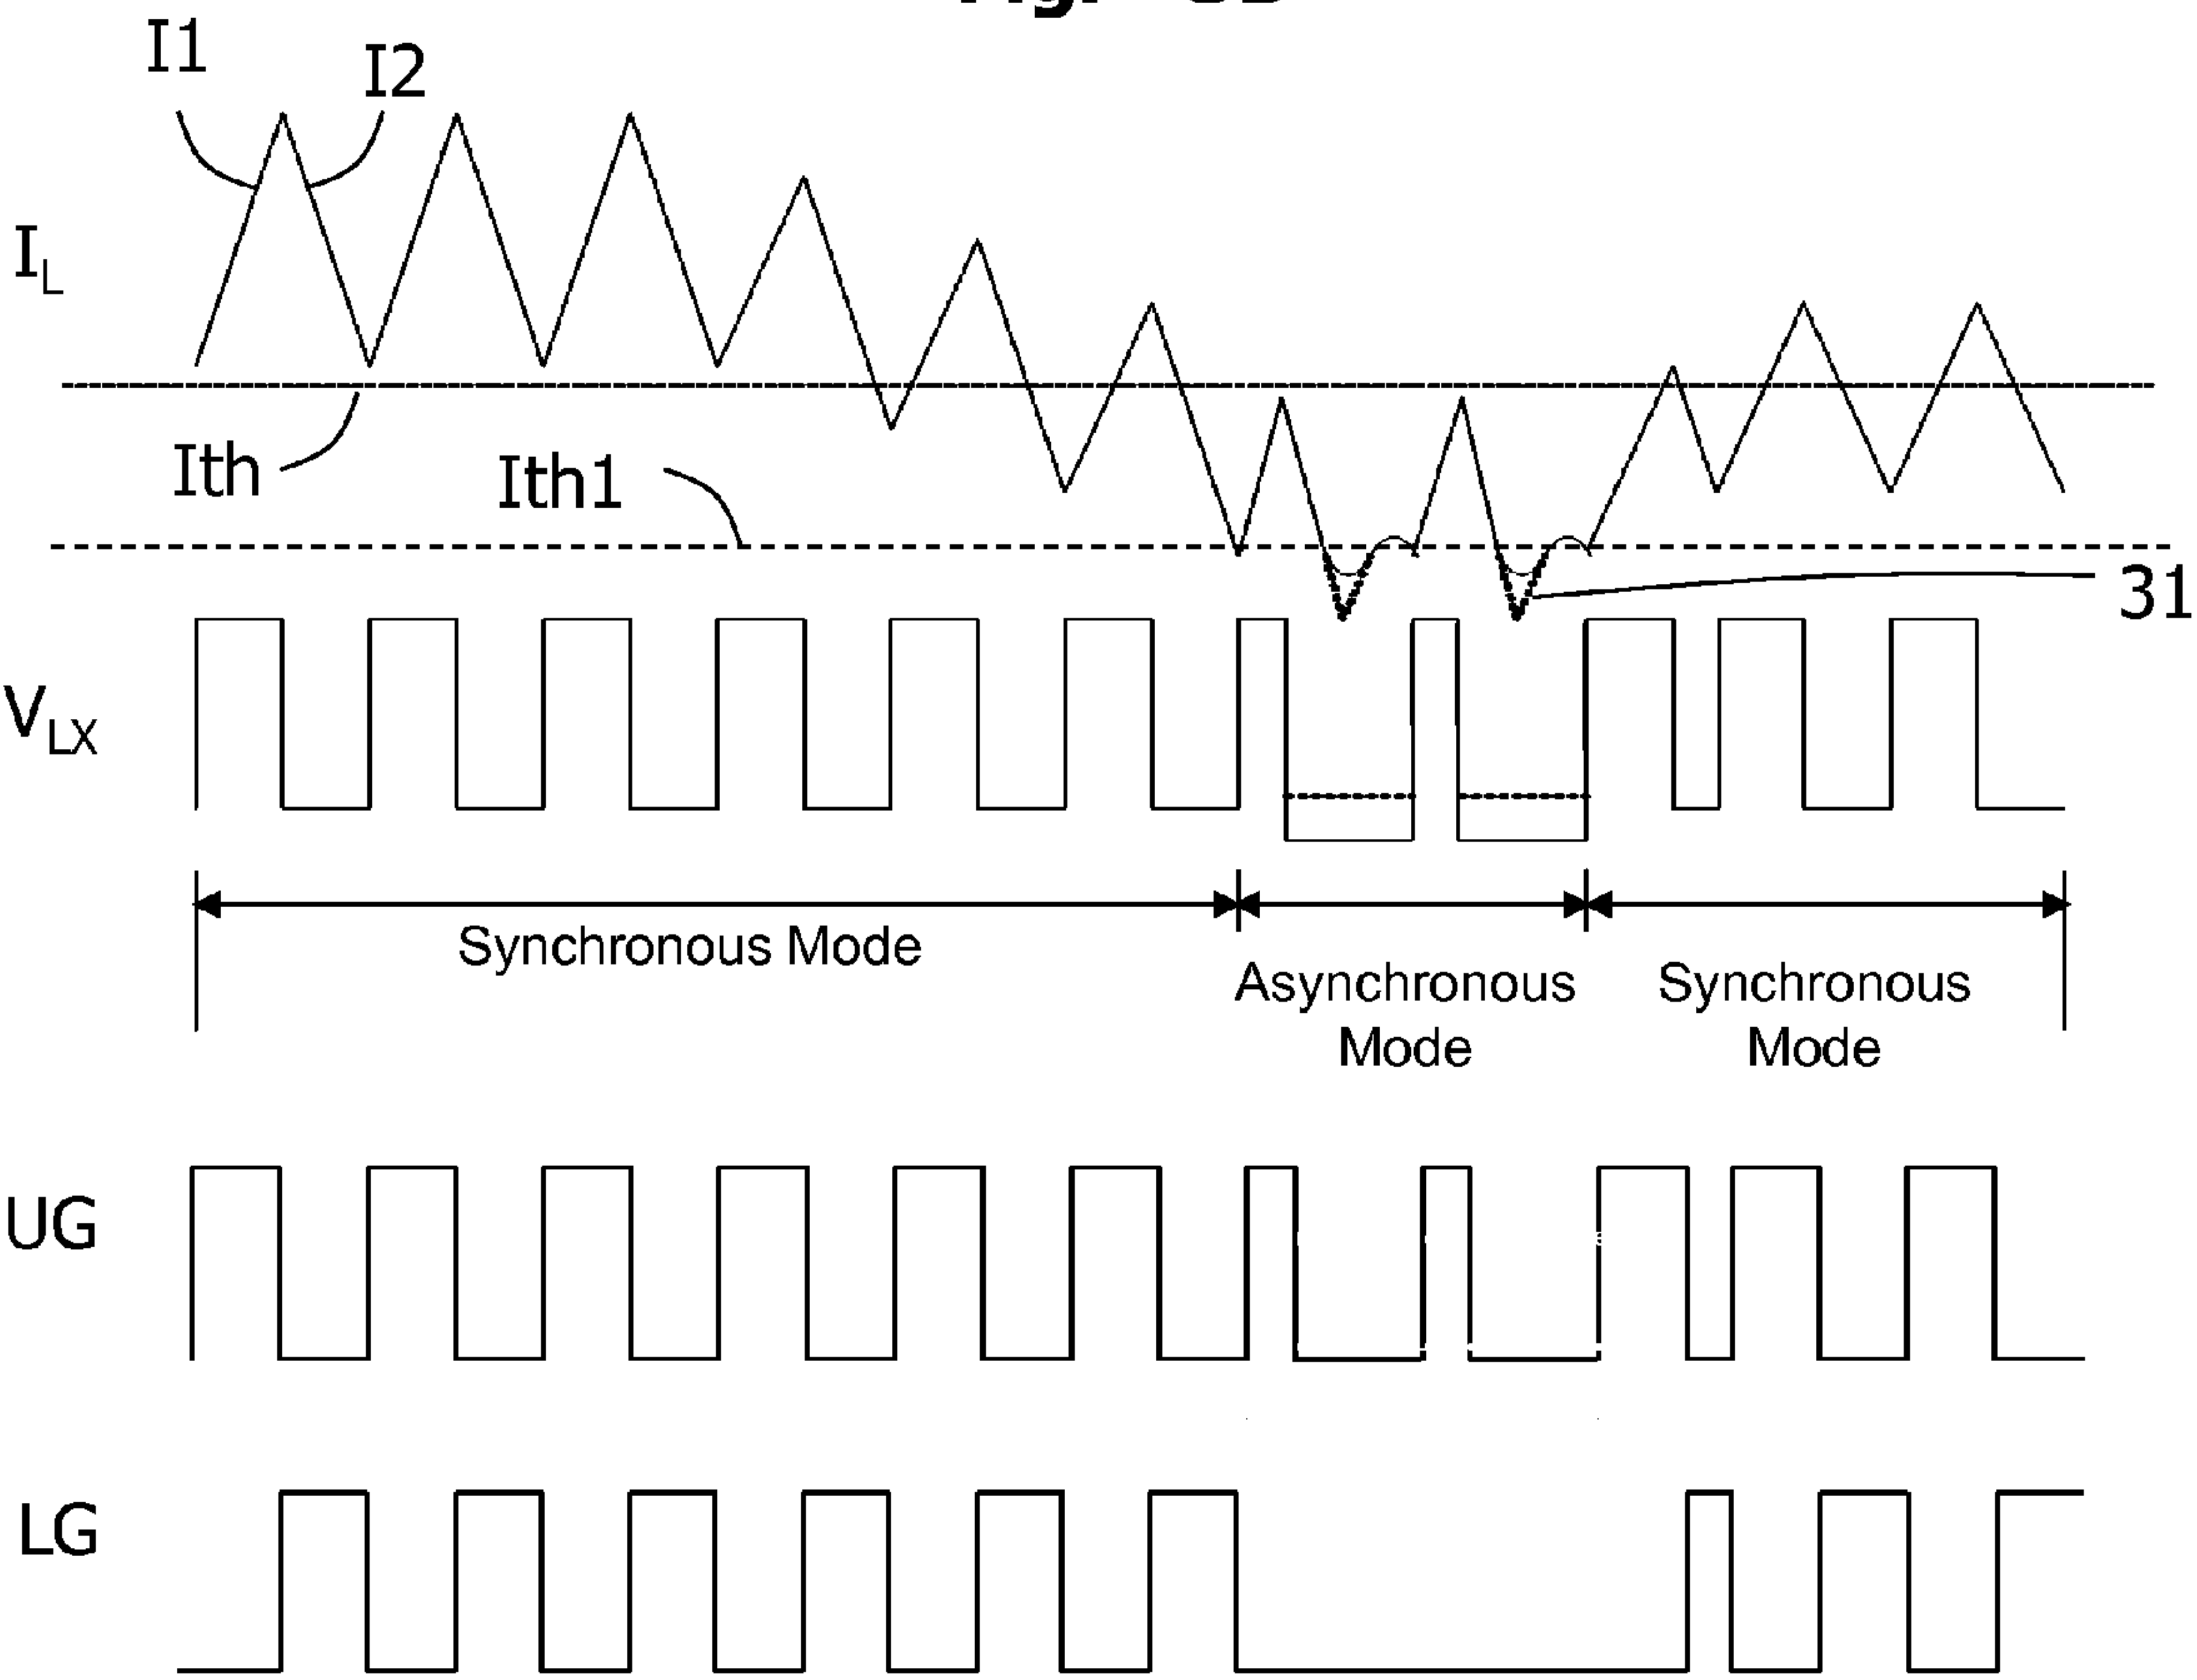 I1
I2
IL
Ith
Ith1
31
VLX
Synchronous Mode
Asynchronous Mode
Synchronous Mode
UG
LG